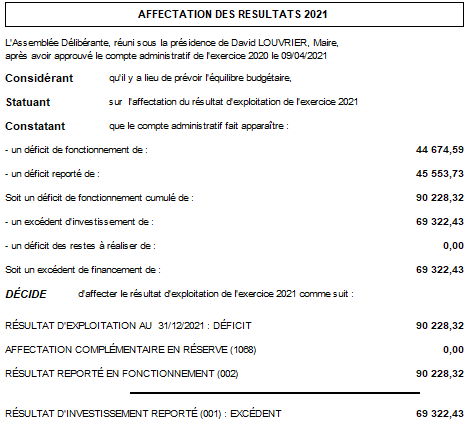 AFFECTATION DES RESULTATS 2021
L'Assemblée Délibérante, réuni sous la présidence de David LOUVRIER, Maire,
après avoir approuvé le compte administratif de l'exercice 2020 le 09/04/2021
Considérant qu'il y a lieu de prévoir l'équilibre budgétaire,
Statuant sur l'affectation du résultat d'exploitation de l'exercice 2021
Constatant que le compte administratif fait apparaître :
- un déficit de fonctionnement de : 44 674,59
- un déficit reporté de : 45 553,73
Soit un déficit de fonctionnement cumulé de : 90 228,32
- un excédent d'investissement de : 69 322,43
- un déficit des restes à réaliser de : 0,00
Soit un excédent de financement de : 69 322,43
DÉCIDE d'affecter le résultat d'exploitation de l'exercice 2021 comme suit :
RÉSULTAT D'EXPLOITATION AU 31/12/2021 : DÉFICIT 90 228,32
AFFECTATION COMPLÉMENTAIRE EN RÉSERVE (1068) 0,00
RÉSULTAT REPORTÉ EN FONCTIONNEMENT (002) 90 228,32
RÉSULTAT D'INVESTISSEMENT REPORTÉ (001) : EXCÉDENT 69 322,43